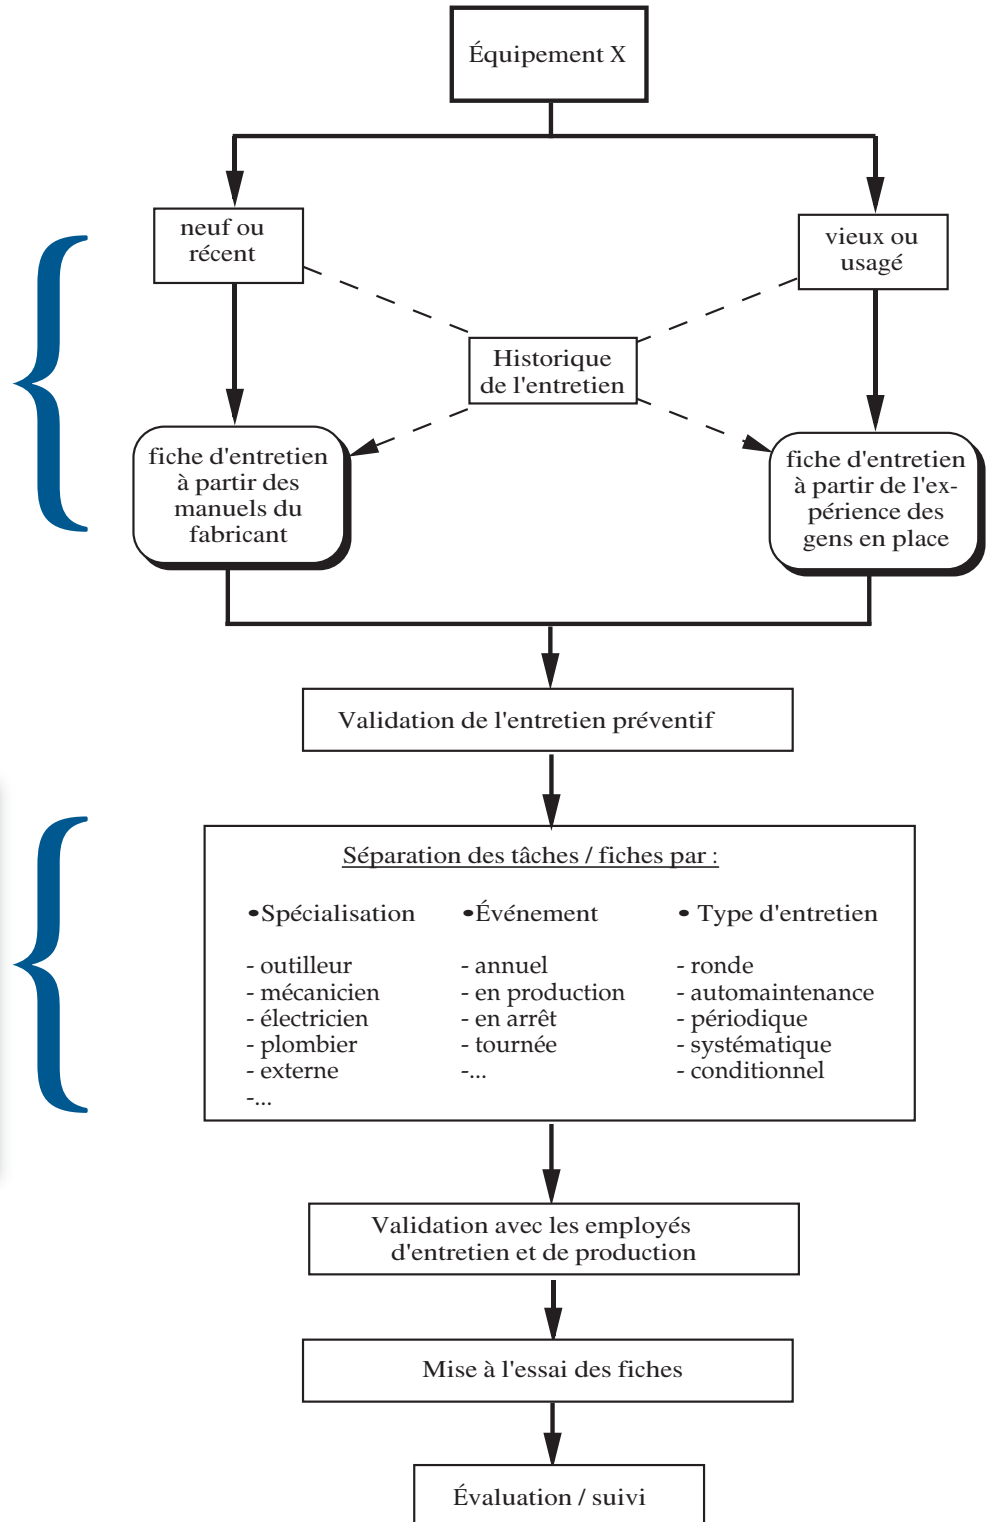 Équipement X
neuf ou
récent
vieux ou
usagé
Historique
de l'entretien
fiche d'entretien
à partir des
manuels du
fabricant
fiche d'entretien
à partir de l'ex-
périence des
gens en place
Validation de l'entretien préventif
Séparation des tâches / fiches par :
•Spécialisation
- outilleur
- mécanicien
- électricien
- plombier
- externe
-...
•Événement
- annuel
- en production
- en arrêt
- tournée
-...
• Type d'entretien
- ronde
- automaintenance
- périodique
- systématique
- conditionnel
Validation avec les employés
d'entretien et de production
Mise à l'essai des fiches
Évaluation / suivi